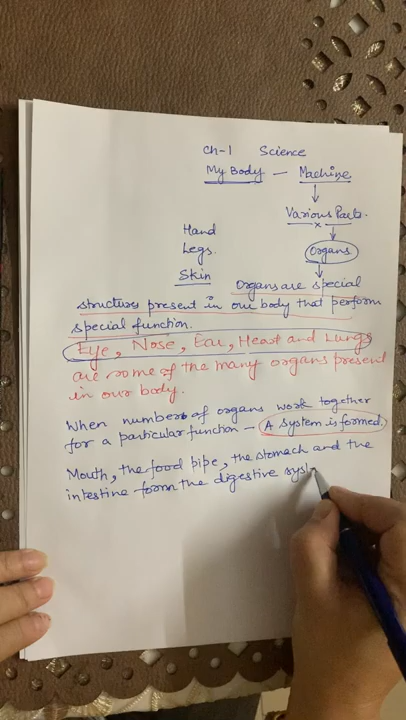 Ch-1 Science
My Body — Machine
Various Parts.
x
Hand
Legs.
Organs
Skin
Organs are special
structures present in our body that perform
special function.
Eye, Nose, Ear, Heart and Lungs
are some of the many organs present
in our body.
When numbers of organs work together
for a particular function - A system is formed.
Mouth, the food pipe, the stomach and the
intestine form the digestive syst